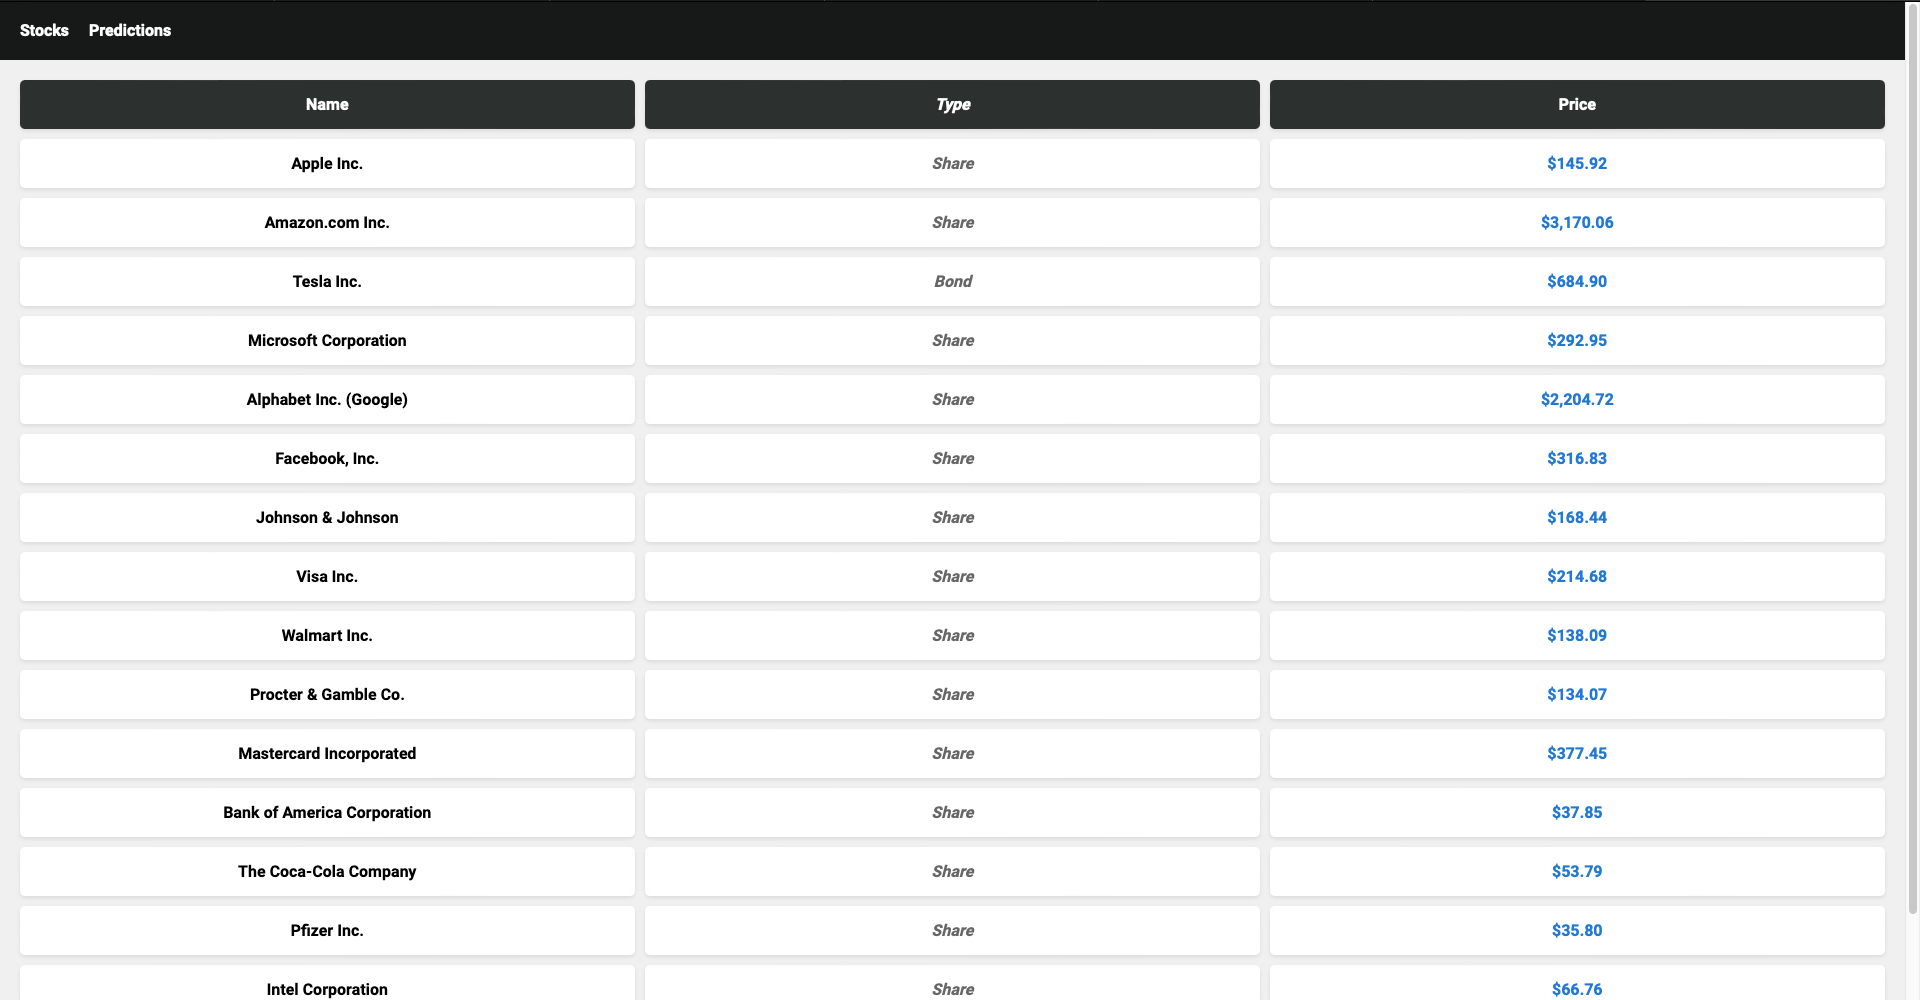 Stocks Predictions
Name Type Price
Apple Inc. Share $145.92
Amazon.com Inc. Share $3,170.06
Tesla Inc. Bond $684.90
Microsoft Corporation Share $292.95
Alphabet Inc. (Google) Share $2,204.72
Facebook, Inc. Share $316.83
Johnson & Johnson Share $168.44
Visa Inc. Share $214.68
Walmart Inc. Share $138.09
Procter & Gamble Co. Share $134.07
Mastercard Incorporated Share $377.45
Bank of America Corporation Share $37.85
The Coca-Cola Company Share $53.79
Pfizer Inc. Share $35.80
Intel Corporation Share $66.76